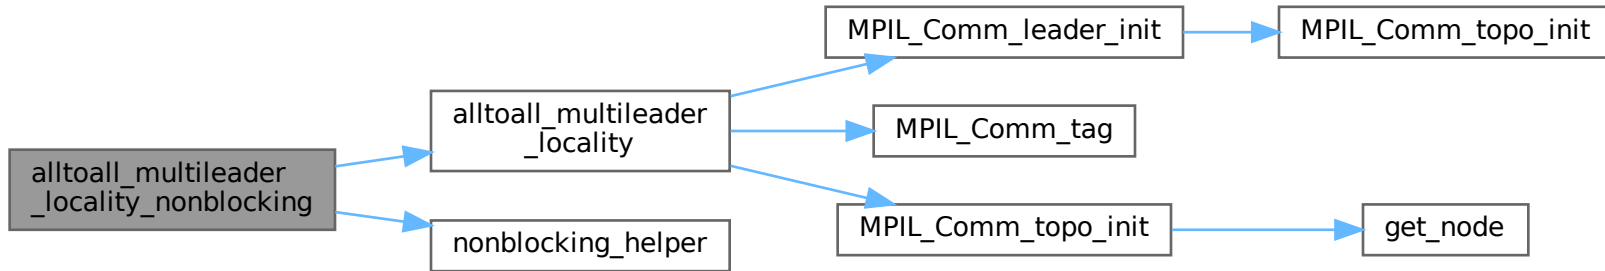 alltoall_multileader
_locality_nonblocking
alltoall_multileader
_locality
nonblocking_helper
MPIL_Comm_leader_init
MPIL_Comm_tag
MPIL_Comm_topo_init
MPIL_Comm_topo_init
get_node